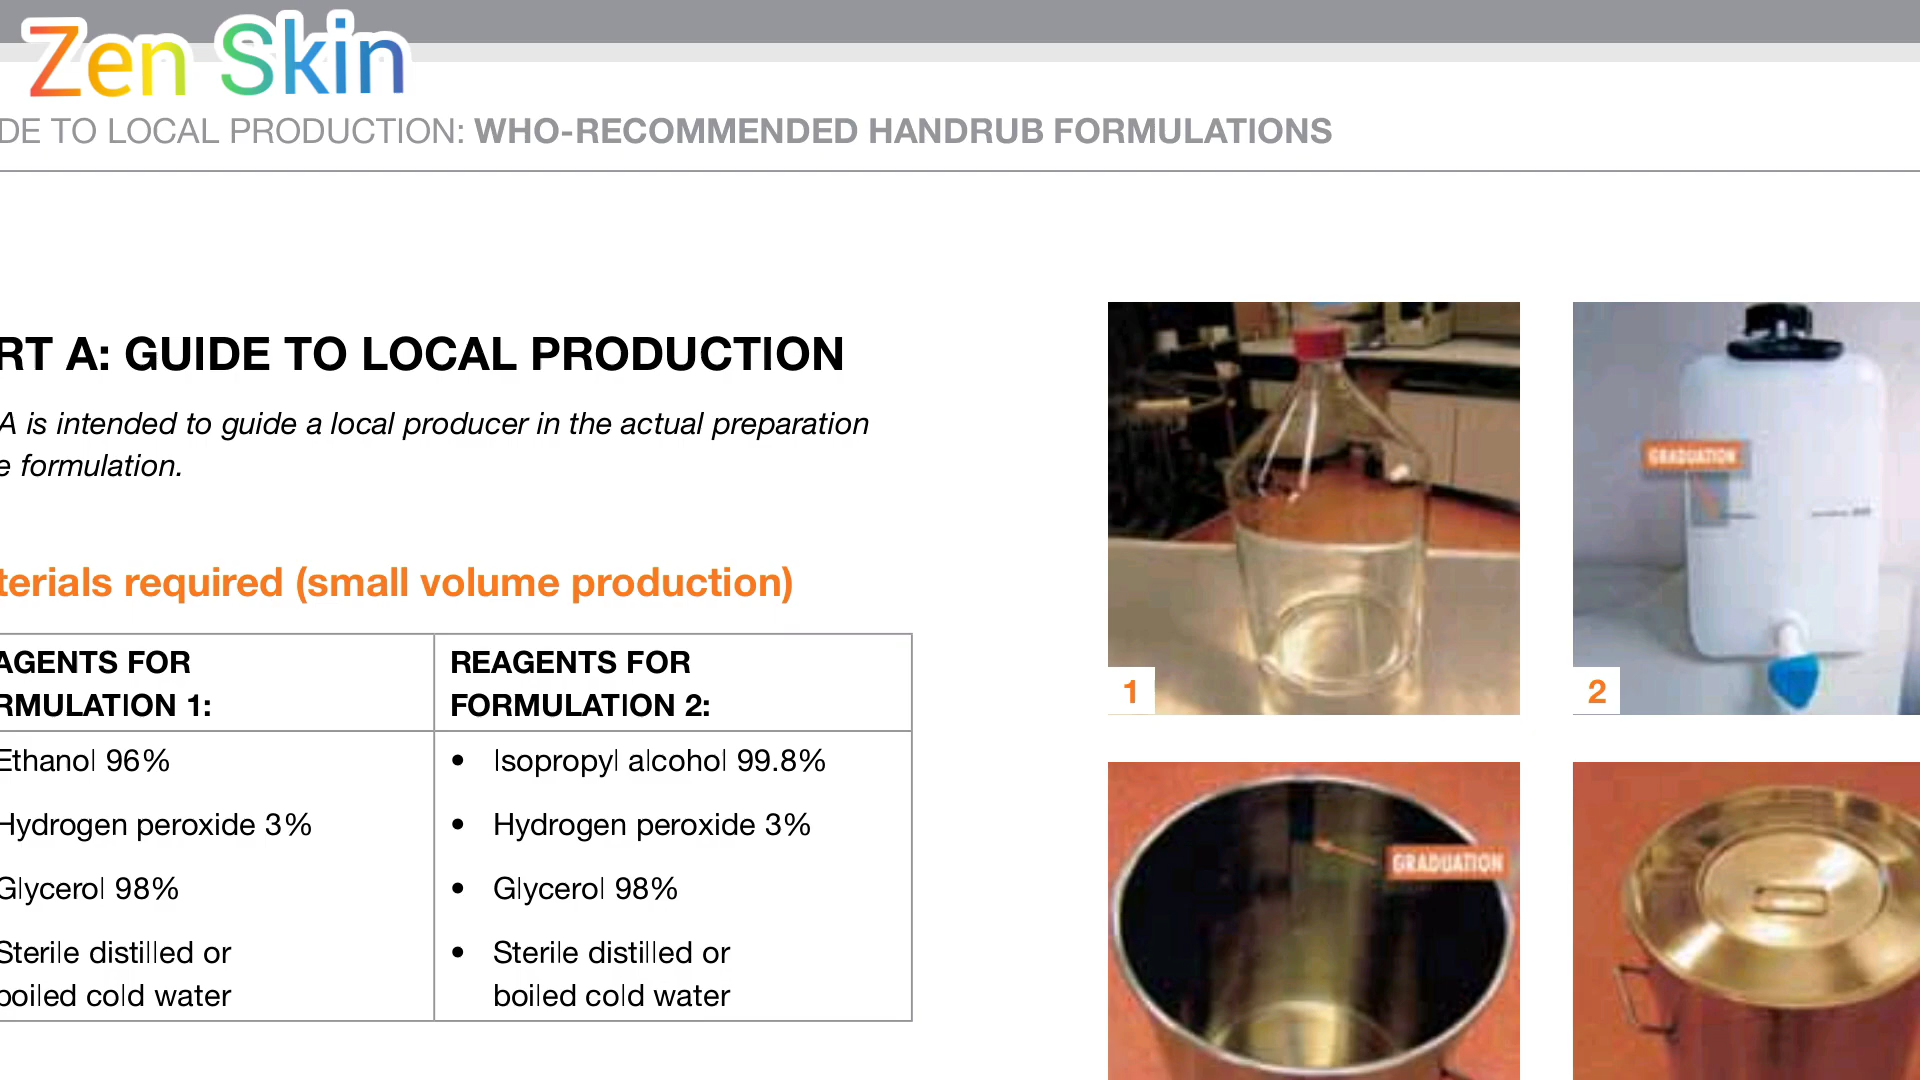 Zen Skin
DE TO LOCAL PRODUCTION: WHO-RECOMMENDED HANDRUB FORMULATIONS
RT A: GUIDE TO LOCAL PRODUCTION
A is intended to guide a local producer in the actual preparation
e formulation.
terials required (small volume production)
AGENTS FOR
RMULATION 1:
Ethanol 96%
Hydrogen peroxide 3%
Glycerol 98%
Sterile distilled or
boiled cold water
REAGENTS FOR
FORMULATION 2:
• Isopropyl alcohol 99.8%
• Hydrogen peroxide 3%
• Glycerol 98%
• Sterile distilled or
boiled cold water
1
GRADUATION
2
GRADUATION